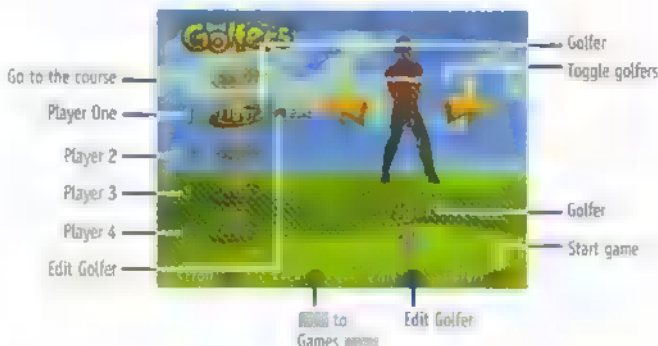 Golfers
Golfer
Go to the course
Toggle golfers
Player One
Player 2
Player 3
Golfer
Player 4
Start game
Edit Golfer
to
Edit Golfer
Games